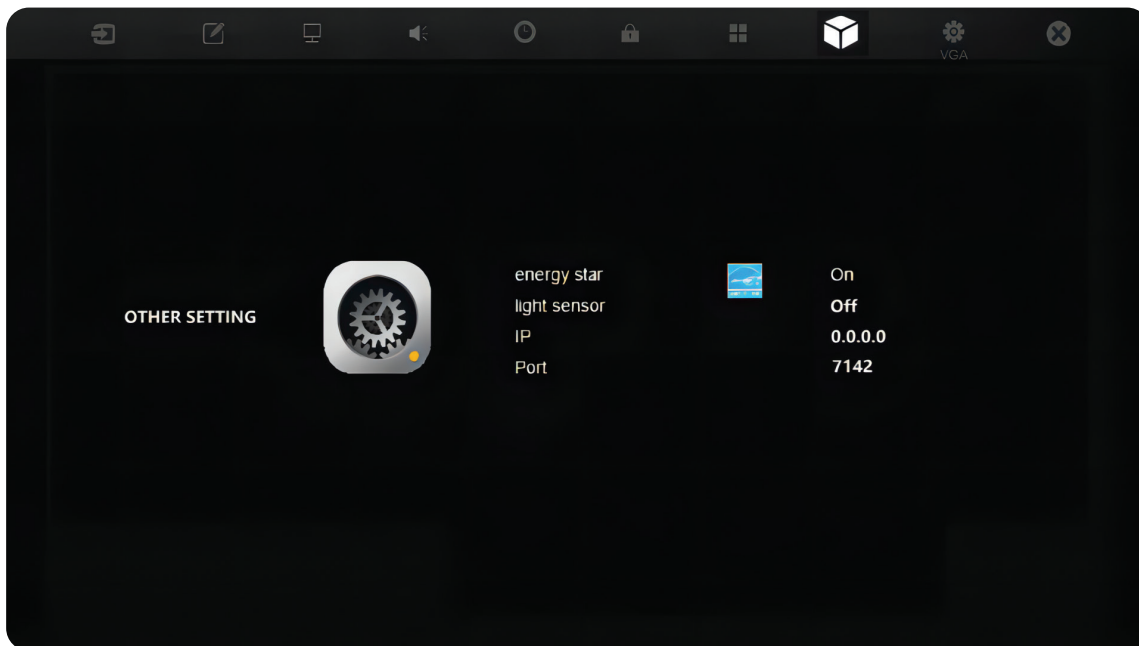 VGA
energy star On
light sensor Off
OTHER SETTING
IP 0.0.0.0
Port 7142